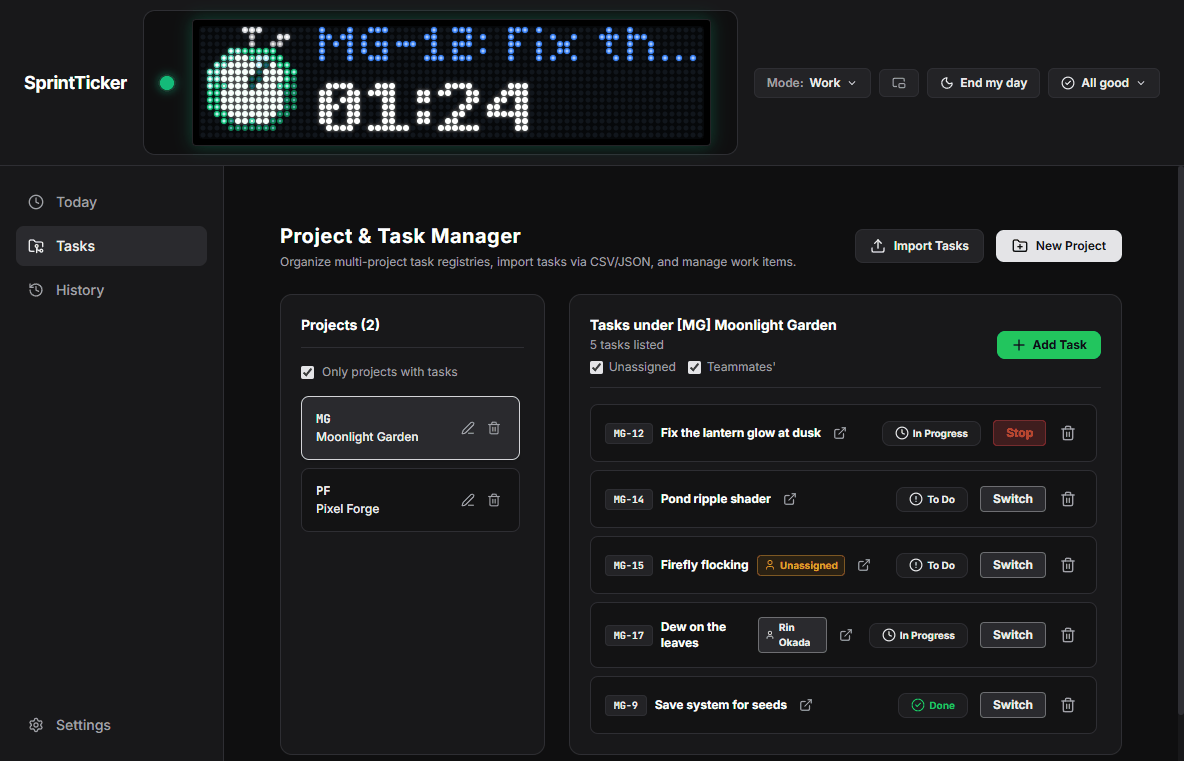 SprintTicker
MG-12: Fix th...
01:24
Mode: Work
End my day
All good
Today
Tasks
History
Settings
Project & Task Manager
Organize multi-project task registries, import tasks via CSV/JSON, and manage work items.
Import Tasks
New Project
Projects (2)
Only projects with tasks
MG
Moonlight Garden
PF
Pixel Forge
Tasks under [MG] Moonlight Garden
5 tasks listed
Unassigned
Teammates'
Add Task
MG-12 Fix the lantern glow at dusk In Progress Stop
MG-14 Pond ripple shader To Do Switch
MG-15 Firefly flocking Unassigned To Do Switch
MG-17 Dew on the leaves Rin Okada In Progress Switch
MG-9 Save system for seeds Done Switch